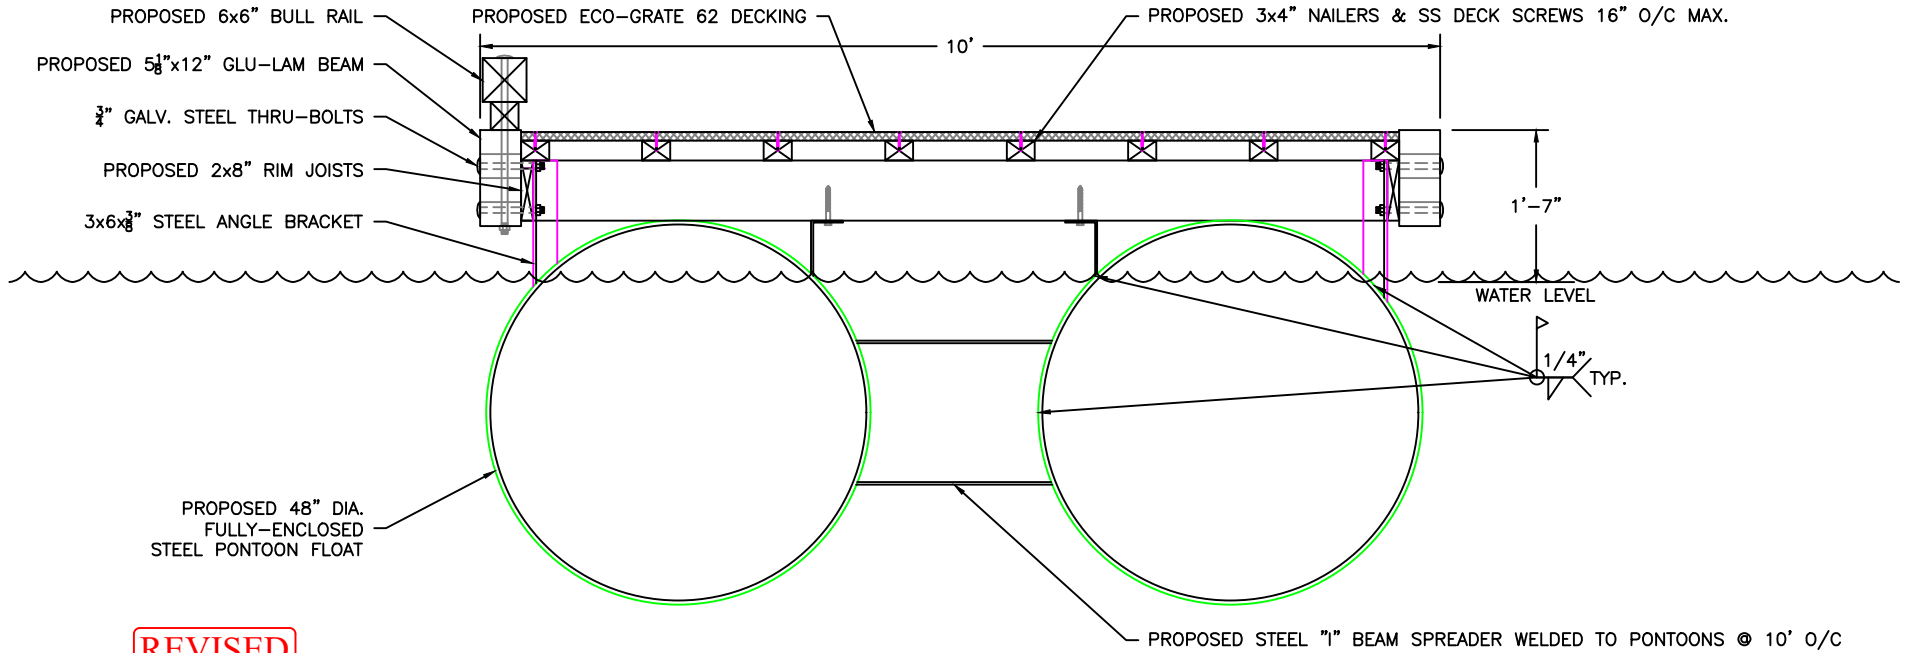 PROPOSED 6x6" BULL RAIL
PROPOSED ECO-GRATE 62 DECKING
PROPOSED 3x4" NAILERS & SS DECK SCREWS 16" O/C MAX.
10'
PROPOSED 5⅛"x12" GLU-LAM BEAM
¾" GALV. STEEL THRU-BOLTS
PROPOSED 2x8" RIM JOISTS
3x6x⅜" STEEL ANGLE BRACKET
1'-7"
WATER LEVEL
1/4"
TYP.
PROPOSED 48" DIA.
FULLY-ENCLOSED
STEEL PONTOON FLOAT
REVISED
PROPOSED STEEL "I" BEAM SPREADER WELDED TO PONTOONS @ 10' O/C